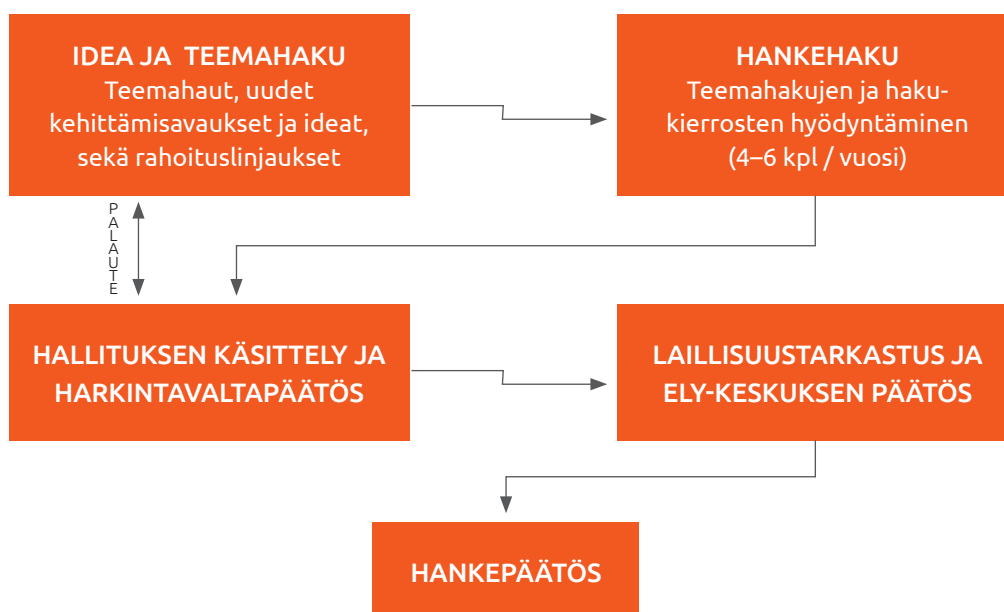 IDEA JA TEEMAHAKU
Teemahaut, uudet
kehittämisavaukset ja ideat,
sekä rahoituslinjaukset
HANKEHAKU
Teemahakujen ja haku-
kierrosten hyödyntäminen
(4–6 kpl / vuosi)
PALAUTE
HALLITUKSEN KÄSITTELY JA
HARKINTAVALTAPÄÄTÖS
LAILLISUUSTARKASTUS JA
ELY-KESKUKSEN PÄÄTÖS
HANKEPÄÄTÖS